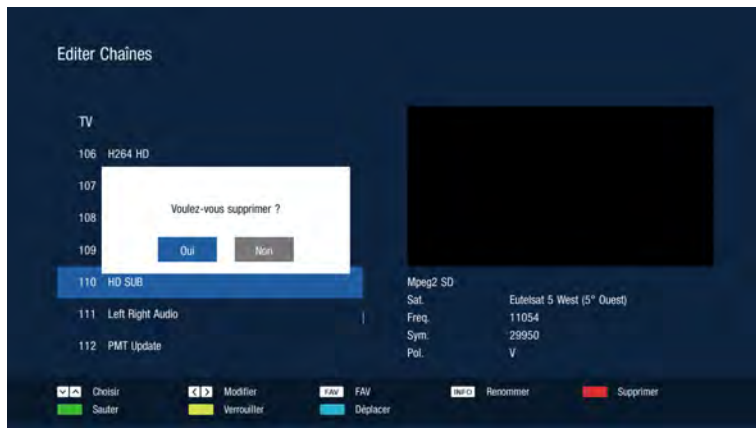 Editer Chaînes
TV
106 H264 HD
107
108
109
Voulez-vous supprimer ?
Oui Non
110 HD SUB
111 Left Right Audio
112 PMT Update
Mpeg2 SD
Sat. Eutelsat 5 West (5° Ouest)
Freq. 11054
Sym. 29950
Pol. V
Choisir Modifier FAV FAV INFO Renommer Supprimer
Sauter Verrouiller Déplacer